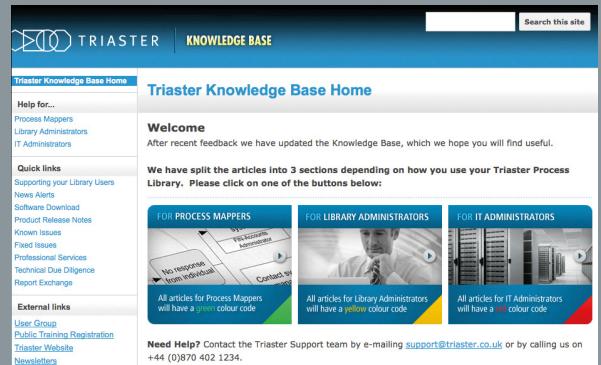 TRIASTER
KNOWLEDGE BASE
Search this site
Triaster Knowledge Base Home
Help for...
Process Mappers
Library Administrators
IT Administrators
Quick links
Supporting your Library Users
News Alerts
Software Download
Product Release Notes
Known Issues
Fixed Issues
Professional Services
Technical Due Diligence
Report Exchange
External links
User Group
Public Training Registration
Triaster Website
Newsletters
Triaster Knowledge Base Home
Welcome
After recent feedback we have updated the Knowledge Base, which we hope you will find useful.
We have split the articles into 3 sections depending on how you use your Triaster Process
Library. Please click on one of the buttons below:
FOR PROCESS MAPPERS
Administrator
No response
from individual
Contact
All articles for Process Mappers
will have a green colour code
FOR LIBRARY ADMINISTRATORS
All articles for Library Administrators
will have a yellow colour code
FOR IT ADMINISTRATORS
All articles for IT Administrators
will have a red colour code
Need Help? Contact the Triaster Support team by e-mailing support@triaster.co.uk or by calling us on
+44 (0)870 402 1234.